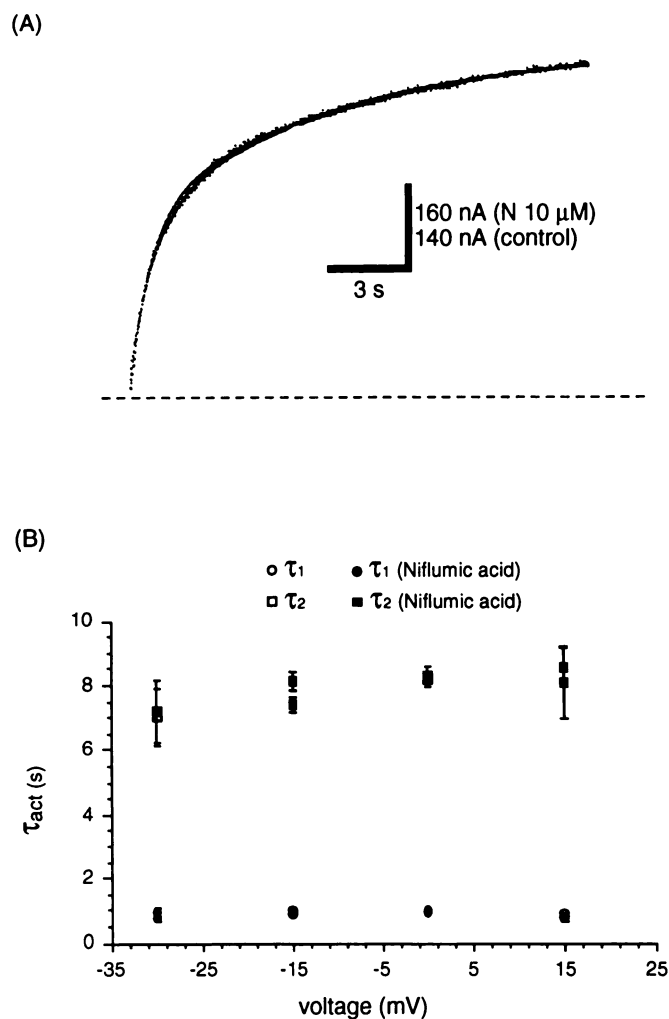 (A)
160 nA (N 10 μM)
140 nA (control)
3 s
(B)
τ1 τ1 (Niflumic acid)
τ2 τ2 (Niflumic acid)
10
8
6
4
2
0
τact (s)
-35 -25 -15 -5 5 15 25
voltage (mV)